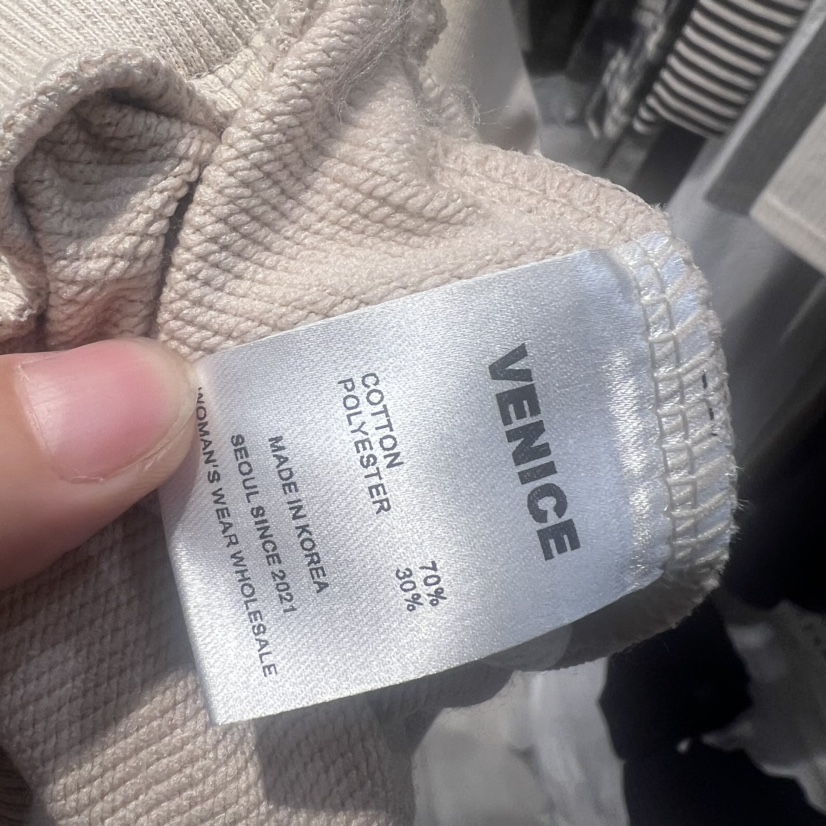 VENICE
COTTON 70%
POLYESTER 30%
MADE IN KOREA
SEOUL SINCE 2021
WOMAN'S WEAR WHOLESALE